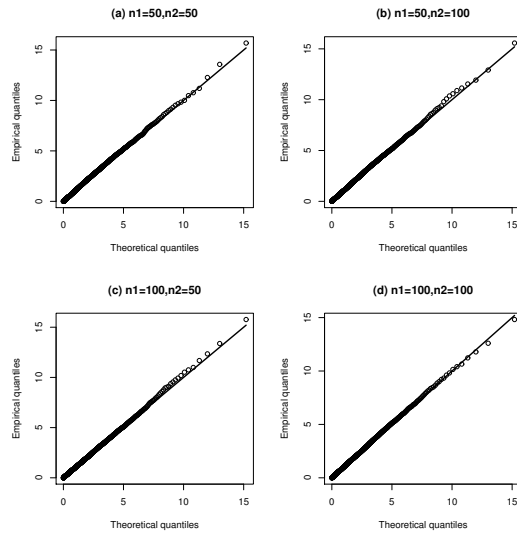 (a) n1=50,n2=50
Empirical quantiles
15
10
5
0
0 5 10 15
Theoretical quantiles
(b) n1=50,n2=100
Empirical quantiles
15
10
5
0
0 5 10 15
Theoretical quantiles
(c) n1=100,n2=50
Empirical quantiles
15
10
5
0
0 5 10 15
Theoretical quantiles
(d) n1=100,n2=100
Empirical quantiles
15
10
5
0
0 5 10 15
Theoretical quantiles